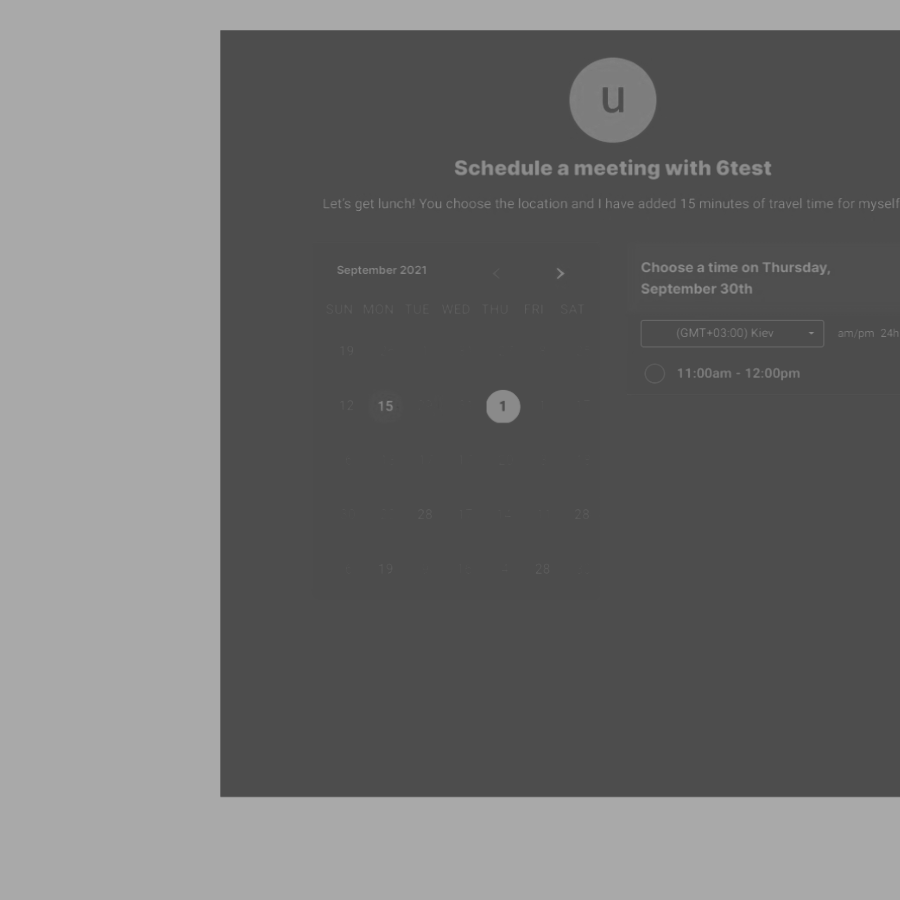 u
Schedule a meeting with 6test
Let's get lunch! You choose the location and I have added 15 minutes of travel time for myself
September 2021
SUN MON TUE WED THU FRI SAT
19
12 15 1
28 28
19 28
Choose a time on Thursday,
September 30th
(GMT+03:00) Kiev am/pm 24h
11:00am - 12:00pm